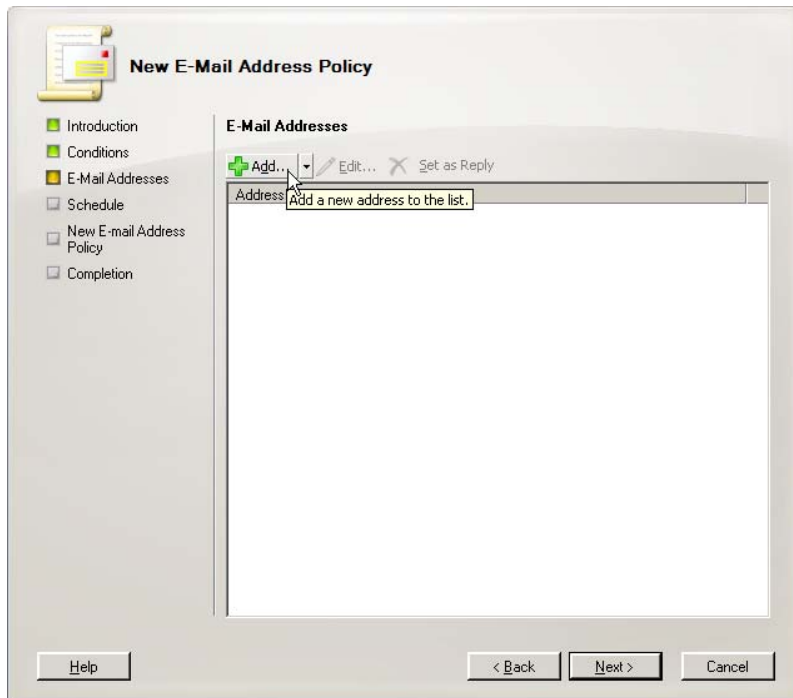 New E-Mail Address Policy
Introduction
Conditions
E-Mail Addresses
Schedule
New E-mail Address
Policy
Completion
E-Mail Addresses
Add... Edit... Set as Reply
Address
Add a new address to the list.
Help
< Back
Next >
Cancel